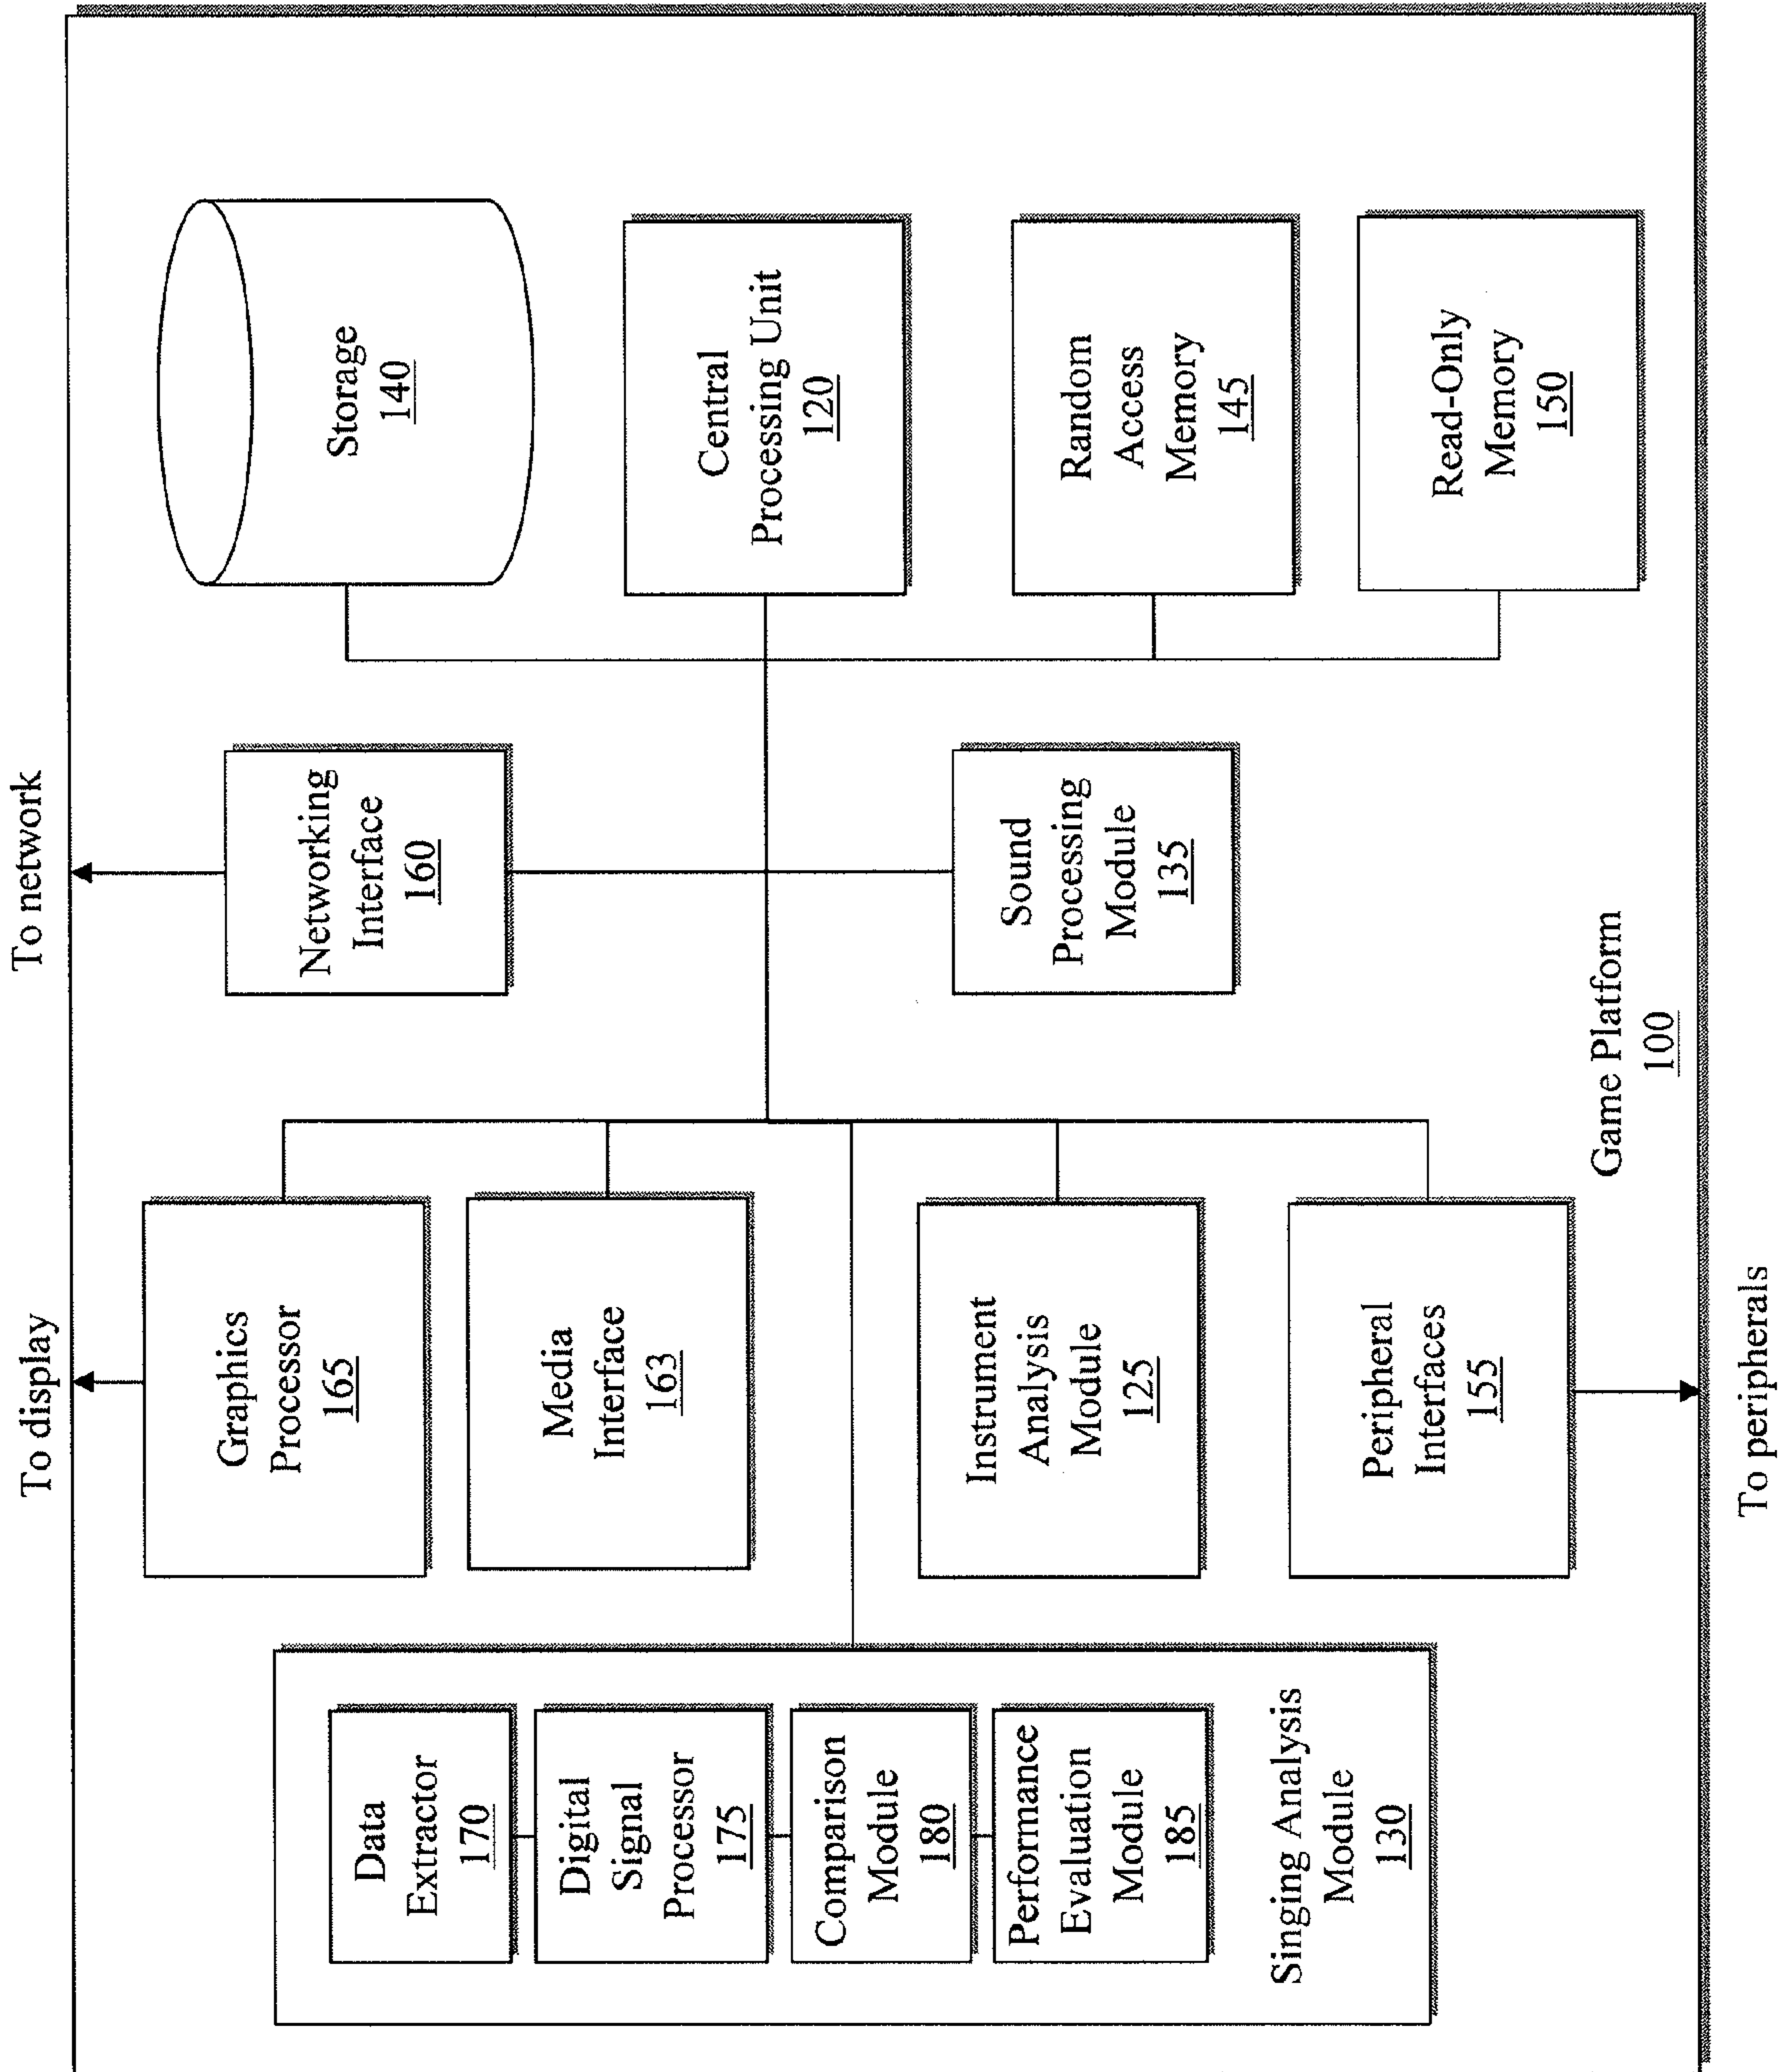 To display
To network
Data
Extractor
170
Digital
Signal
Processor
175
Comparison
Module
180
Performance
Evaluation
Module
185
Singing Analysis
Module
130
Graphics
Processor
165
Media
Interface
163
Instrument
Analysis
Module
125
Peripheral
Interfaces
155
Networking
Interface
160
Sound
Processing
Module
135
Storage
140
Central
Processing Unit
120
Random
Access
Memory
145
Read-Only
Memory
150
Game Platform
100
To peripherals